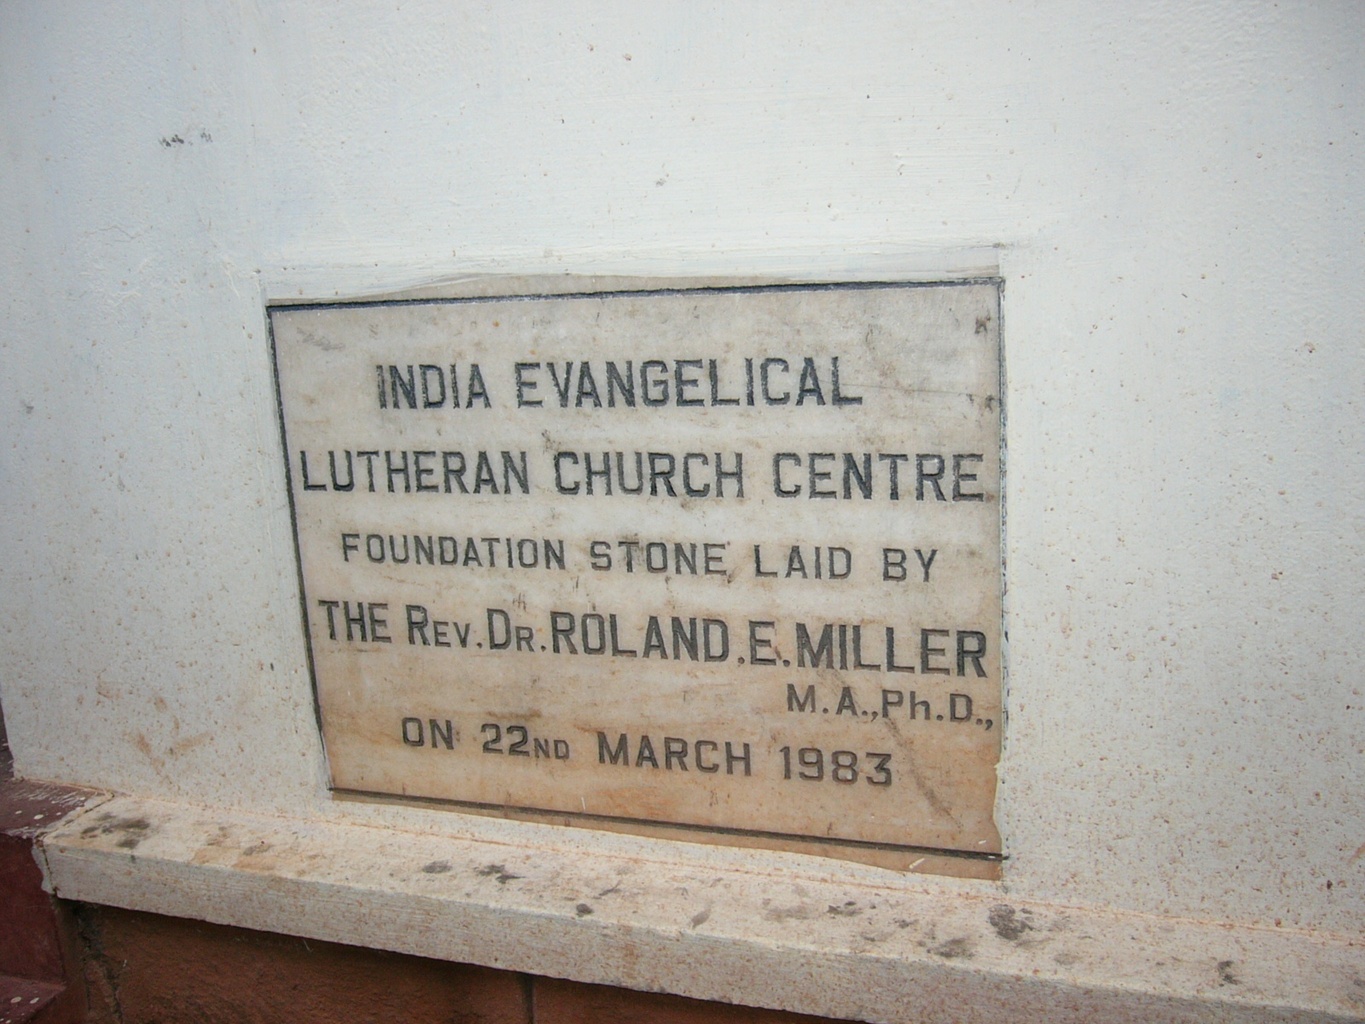 INDIA EVANGELICAL
LUTHERAN CHURCH CENTRE
FOUNDATION STONE LAID BY
THE REV. DR. ROLAND. E. MILLER
M.A., Ph.D.,
ON 22ND MARCH 1983